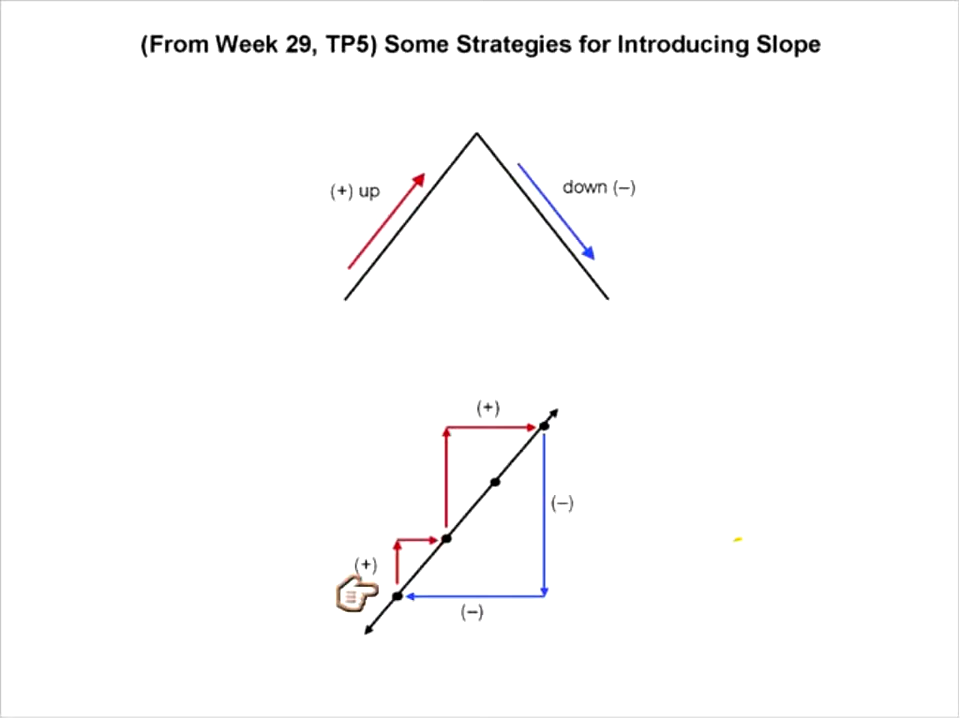 (From Week 29, TP5) Some Strategies for Introducing Slope
(+) up
down (–)
(+)
(–)
(+)
(–)